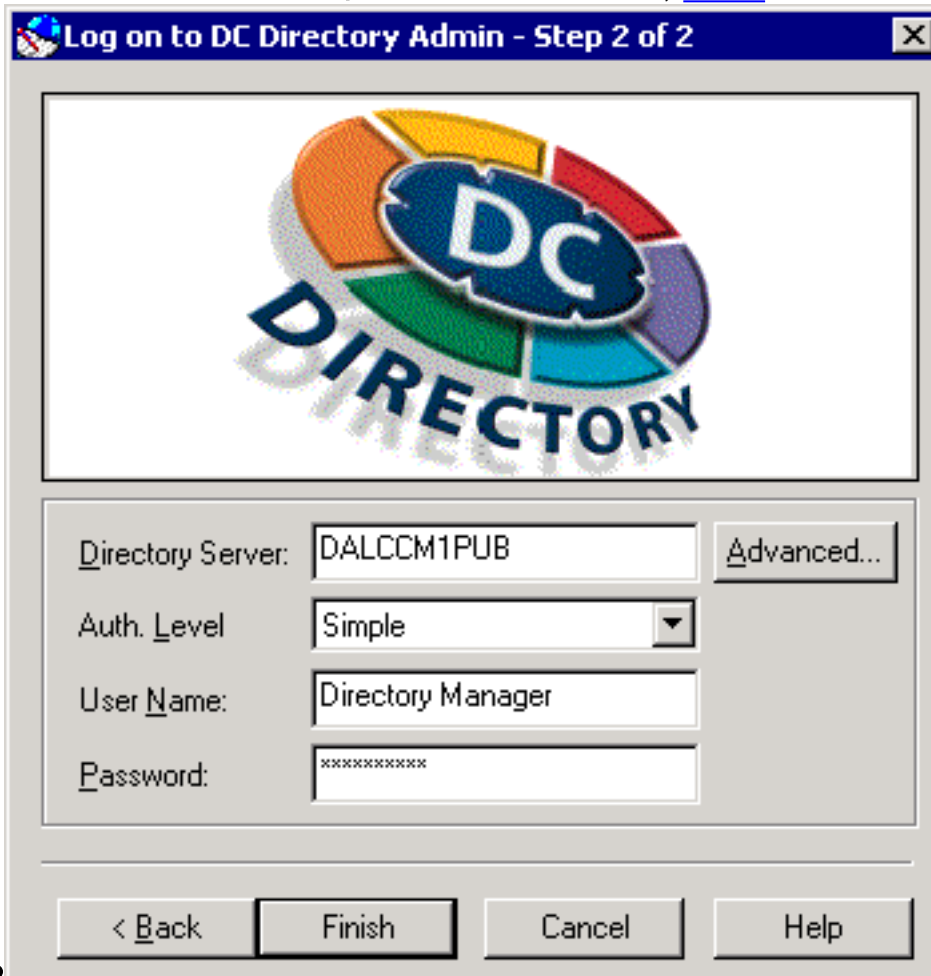 Log on to DC Directory Admin - Step 2 of 2
DC
DIRECTORY
Directory Server: DALCCM1PUB Advanced...
Auth. Level Simple
User Name: Directory Manager
Password: **********
< Back Finish Cancel Help